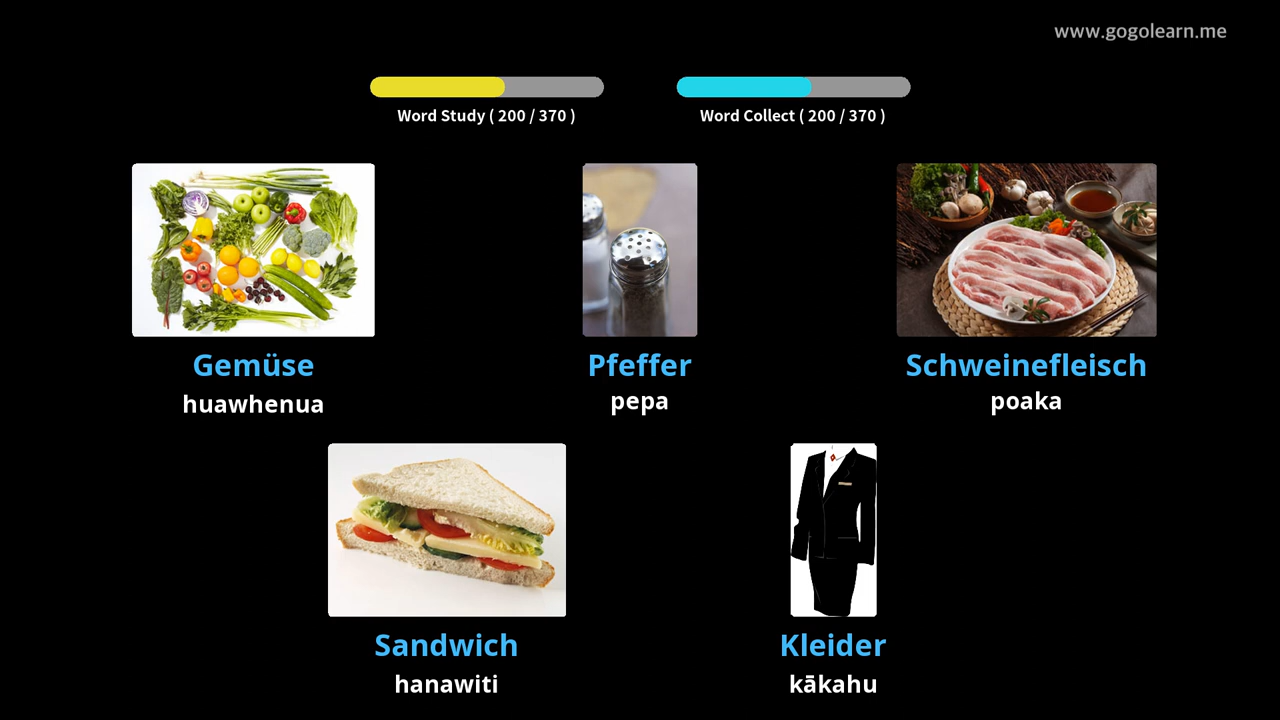 www.gogolearn.me
Word Study ( 200 / 370 )
Word Collect ( 200 / 370 )
Gemüse
huawhenua
Pfeffer
pepa
Schweinefleisch
poaka
Sandwich
hanawiti
Kleider
kākahu